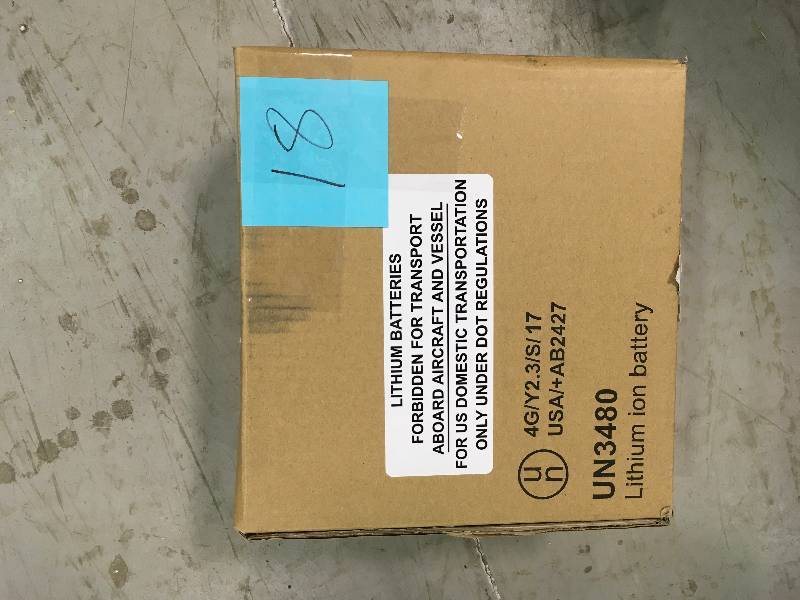 18
LITHIUM BATTERIES
FORBIDDEN FOR TRANSPORT
ABOARD AIRCRAFT AND VESSEL
FOR US DOMESTIC TRANSPORTATION
ONLY UNDER DOT REGULATIONS
un 4G/Y2.3/S/17
USA/+AB2427
UN3480
Lithium ion battery